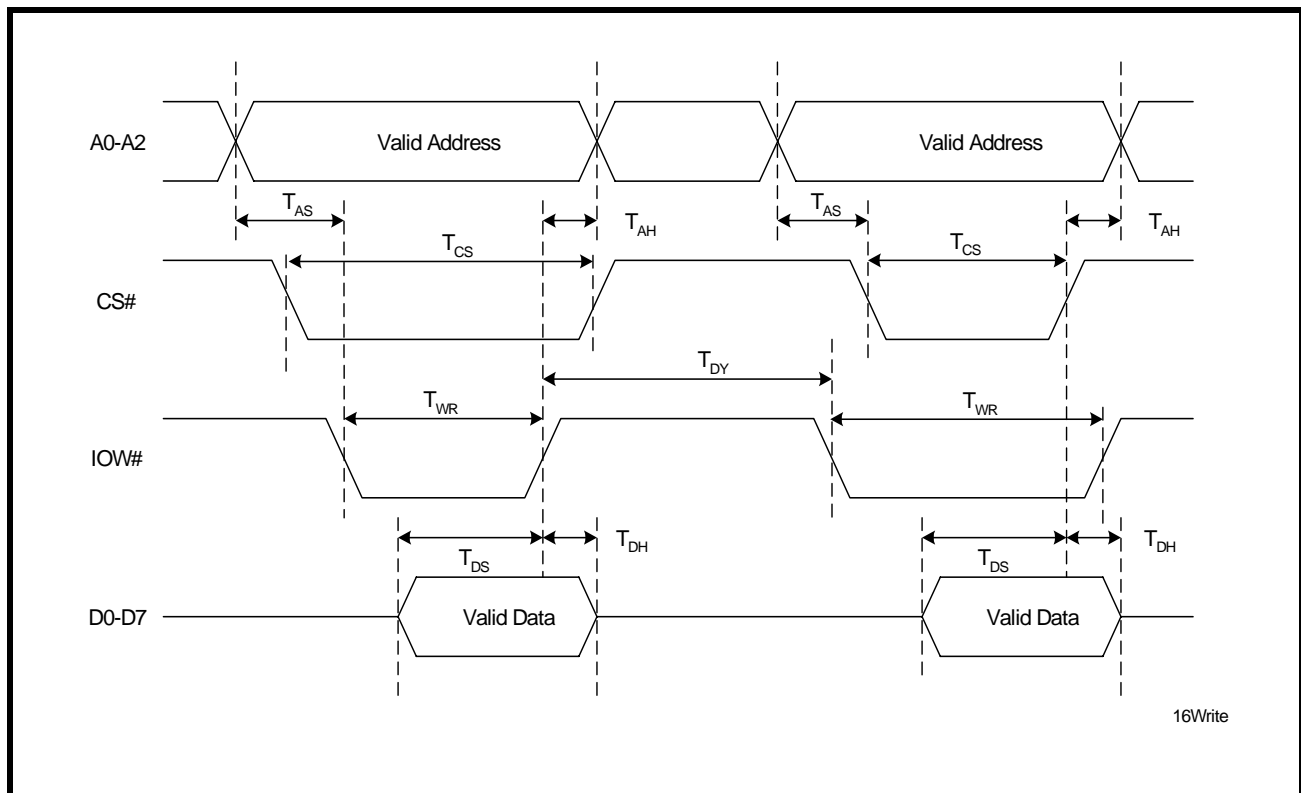 A0-A2
Valid Address
Valid Address
TAS
TAH
TAS
TAH
TCS
TCS
CS#
TDY
TWR
TWR
IOW#
TDS
TDH
TDS
TDH
D0-D7
Valid Data
Valid Data
16Write